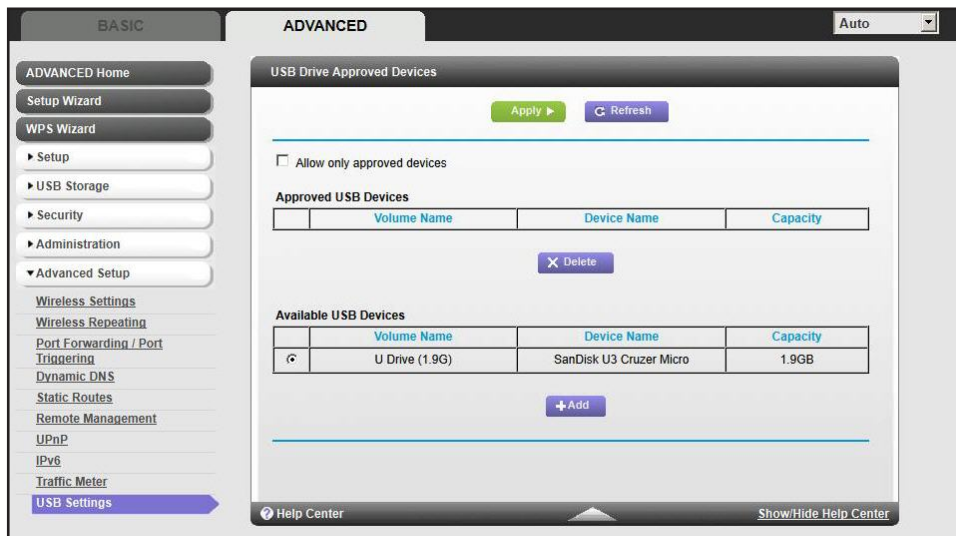 BASIC
ADVANCED
Auto
ADVANCED Home
Setup Wizard
WPS Wizard
Setup
USB Storage
Security
Administration
Advanced Setup
Wireless Settings
Wireless Repeating
Port Forwarding / Port
Triggering
Dynamic DNS
Static Routes
Remote Management
UPnP
IPv6
Traffic Meter
USB Settings
USB Drive Approved Devices
Apply
Refresh
Allow only approved devices
Approved USB Devices
Volume Name Device Name Capacity
Delete
Available USB Devices
Volume Name Device Name Capacity
U Drive (1.9G) SanDisk U3 Cruzer Micro 1.9GB
Add
Help Center
Show/Hide Help Center